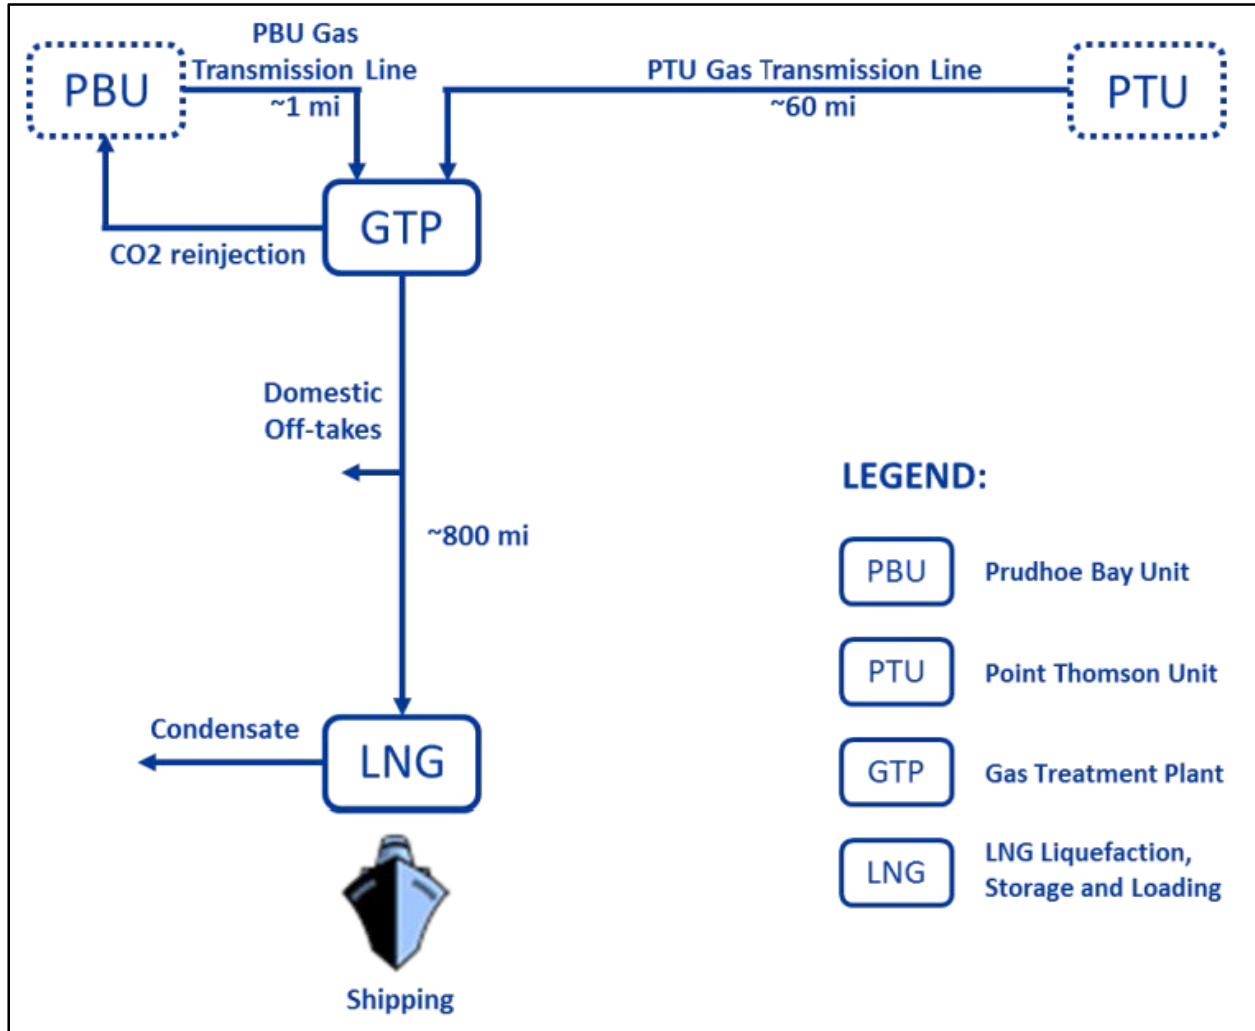 PBU
PBU Gas
Transmission Line
~1 mi
PTU Gas Transmission Line
~60 mi
PTU
GTP
CO2 reinjection
Domestic
Off-takes
~800 mi
Condensate
LNG
Shipping
LEGEND:
PBU Prudhoe Bay Unit
PTU Point Thomson Unit
GTP Gas Treatment Plant
LNG LNG Liquefaction,
Storage and Loading